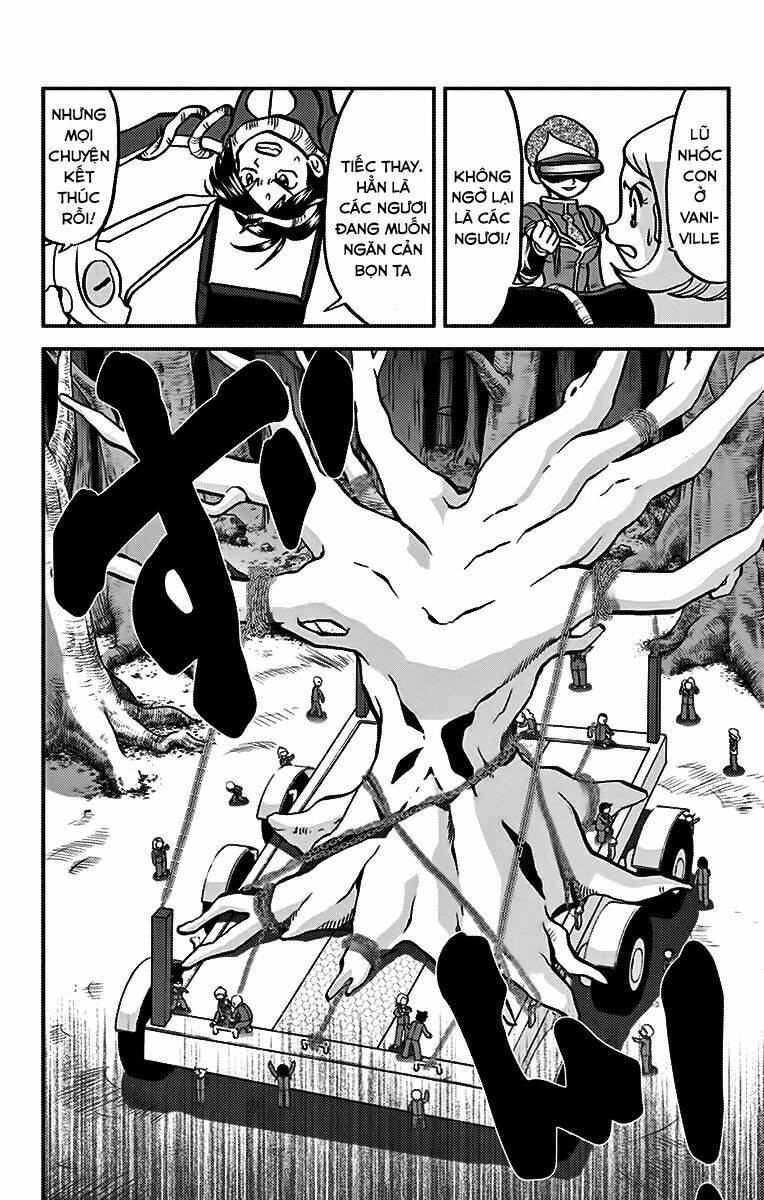 LŨ
NHÓC
CON
Ở
VANI-
VILLE
KHÔNG
NGỜ LẠI
LÀ CÁC
NGƯƠI!
TIẾC THAY.
HẲN LÀ
CÁC NGƯƠI
ĐANG MUỐN
NGĂN CẢN
BỌN TA
NHƯNG
MỌI
CHUYỆN
KẾT
THÚC
RỒI!